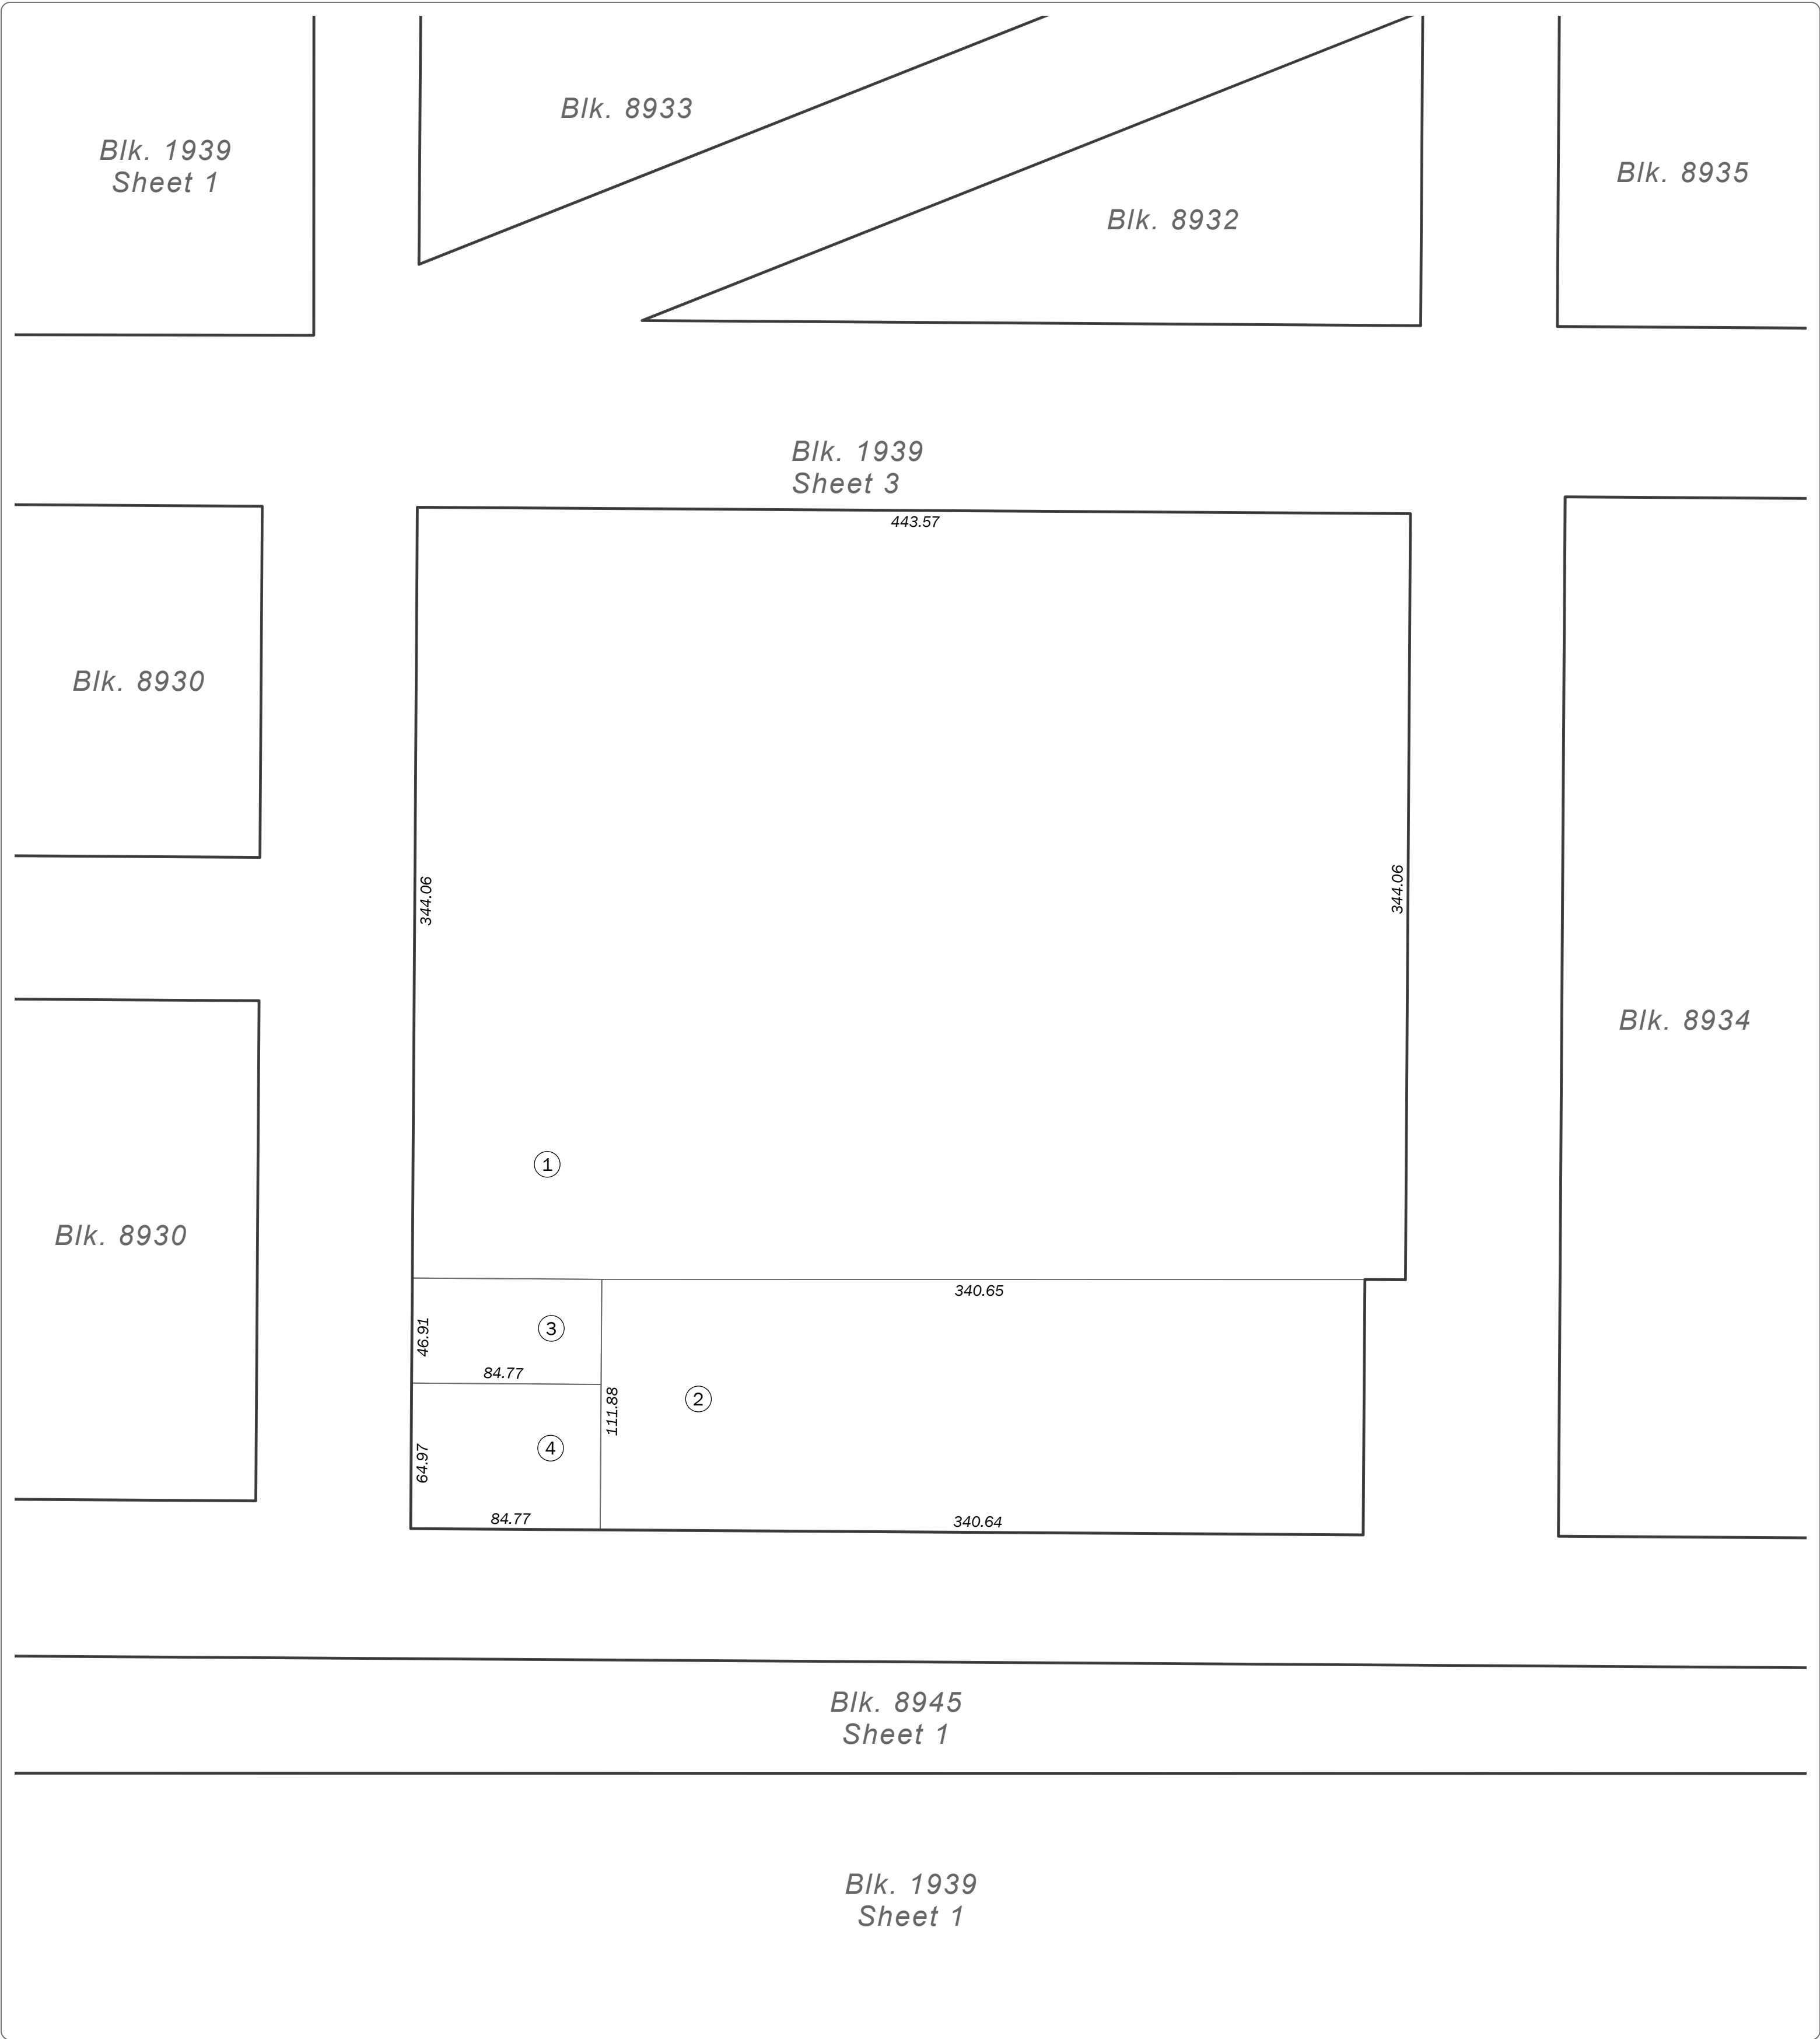 Blk. 8933
Blk. 1939
Sheet 1
Blk. 8935
Blk. 8932
Blk. 1939
Sheet 3
443.57
Blk. 8930
344.06
344.06
Blk. 8934
1
Blk. 8930
340.65
3
46.91
84.77
2
111.88
4
64.97
84.77
340.64
Blk. 8945
Sheet 1
Blk. 1939
Sheet 1